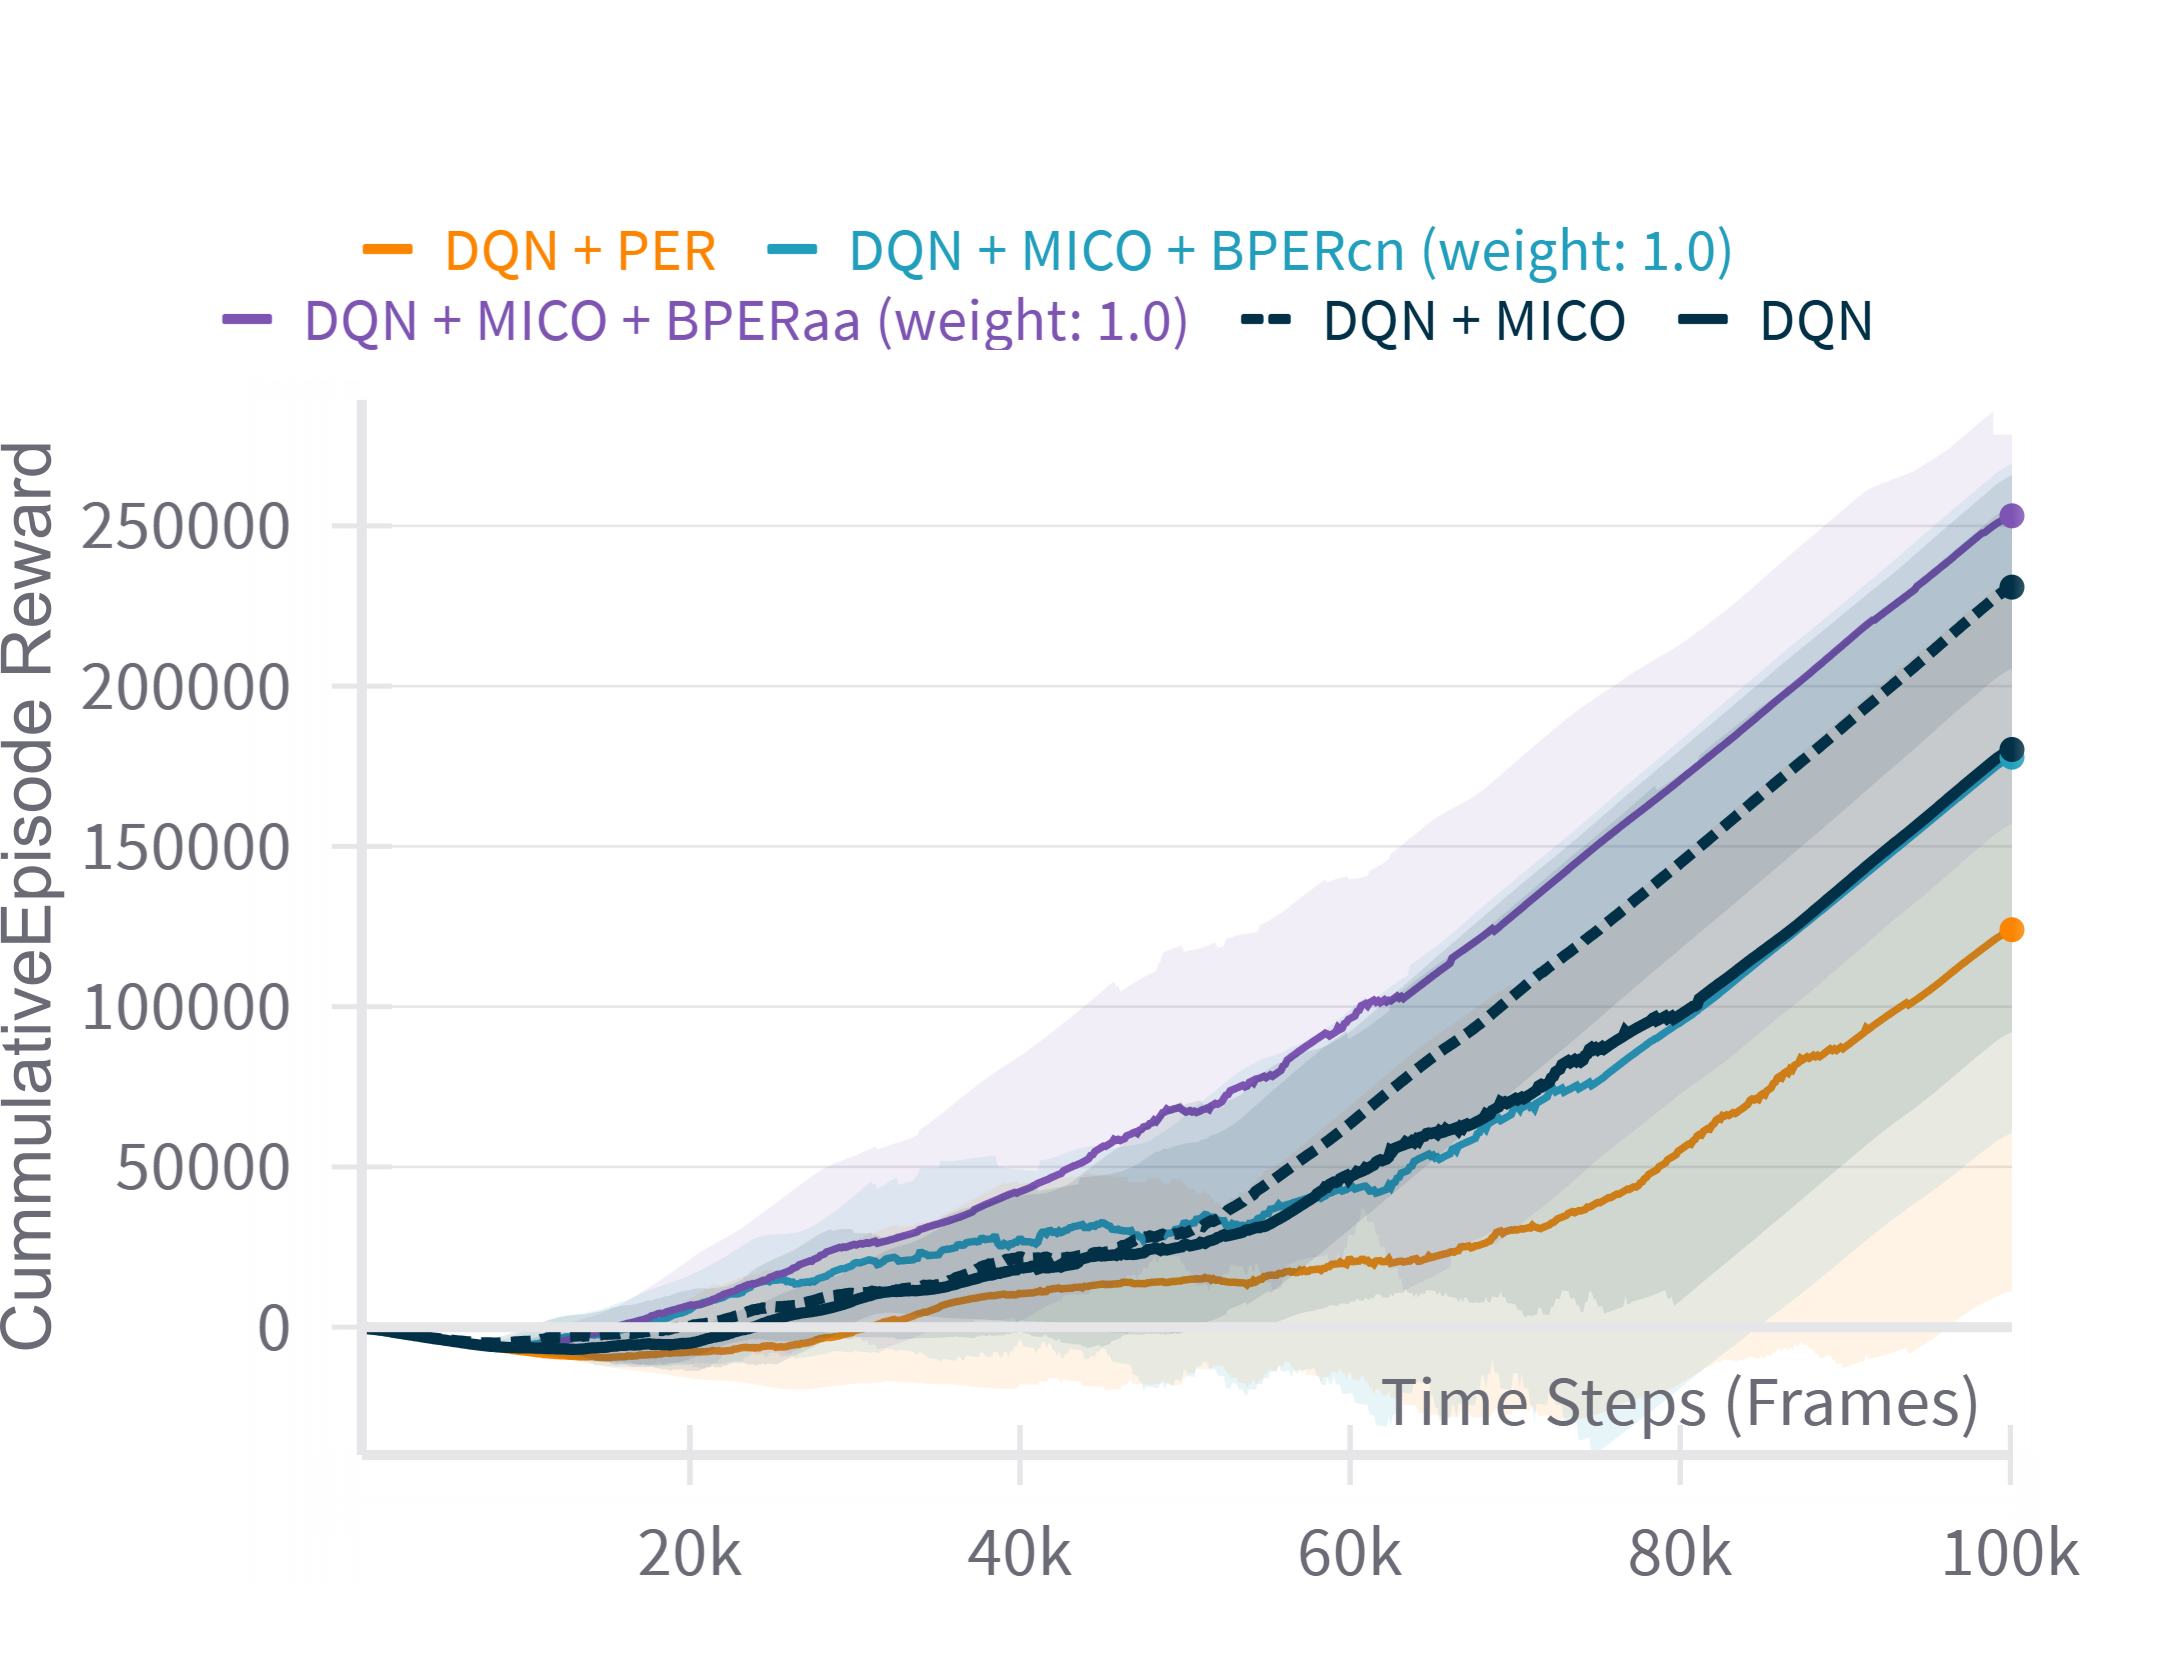 DQN + PER DQN + MICO + BPERcn (weight: 1.0)
DQN + MICO + BPERaa (weight: 1.0) DQN + MICO DQN
CummulativeEpisode Reward
250000
200000
150000
100000
50000
0
Time Steps (Frames)
20k 40k 60k 80k 100k